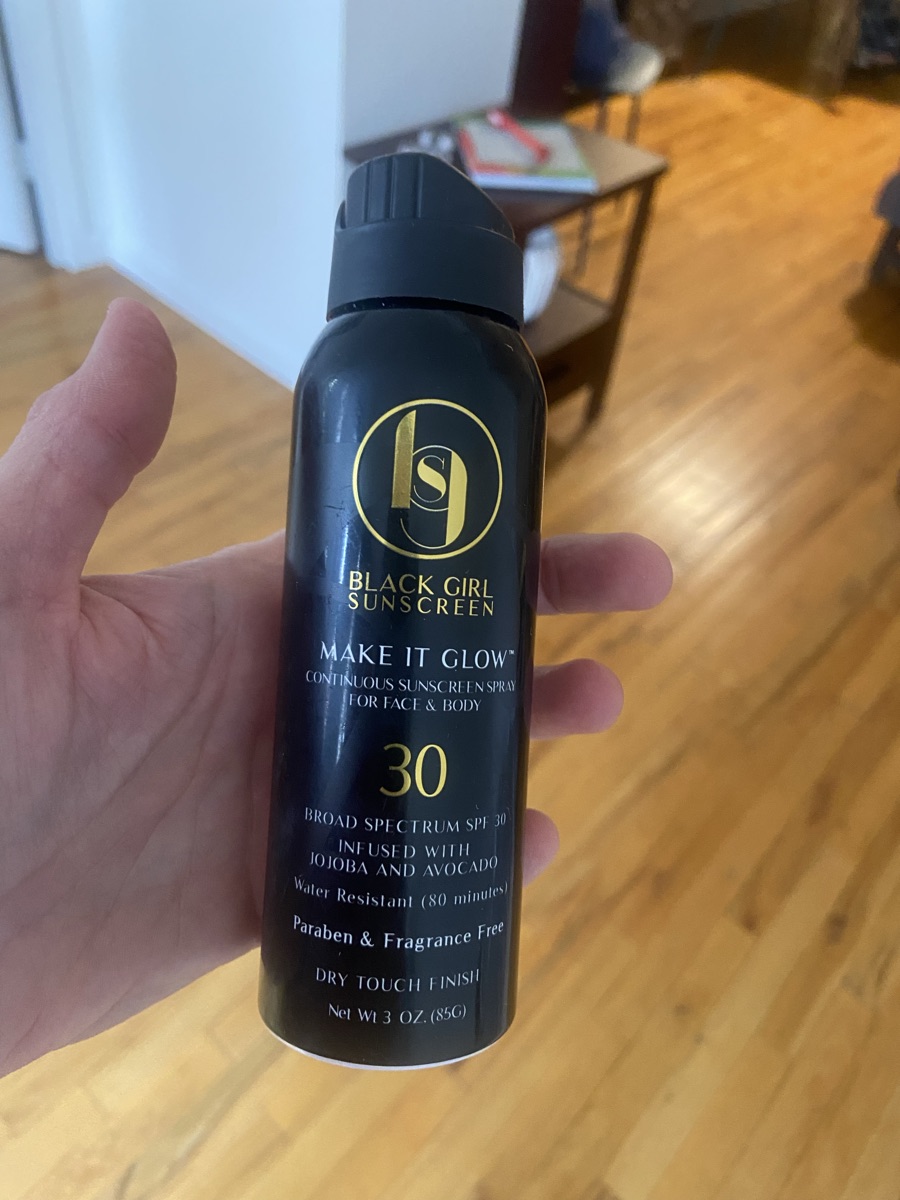 bsg
BLACK GIRL
SUNSCREEN
MAKE IT GLOW™
CONTINUOUS SUNSCREEN SPRAY
FOR FACE & BODY
30
BROAD SPECTRUM SPF 30
INFUSED WITH
JOJOBA AND AVOCADO
Water Resistant (80 minutes)
Paraben & Fragrance Free
DRY TOUCH FINISH
Net Wt 3 OZ. (85G)